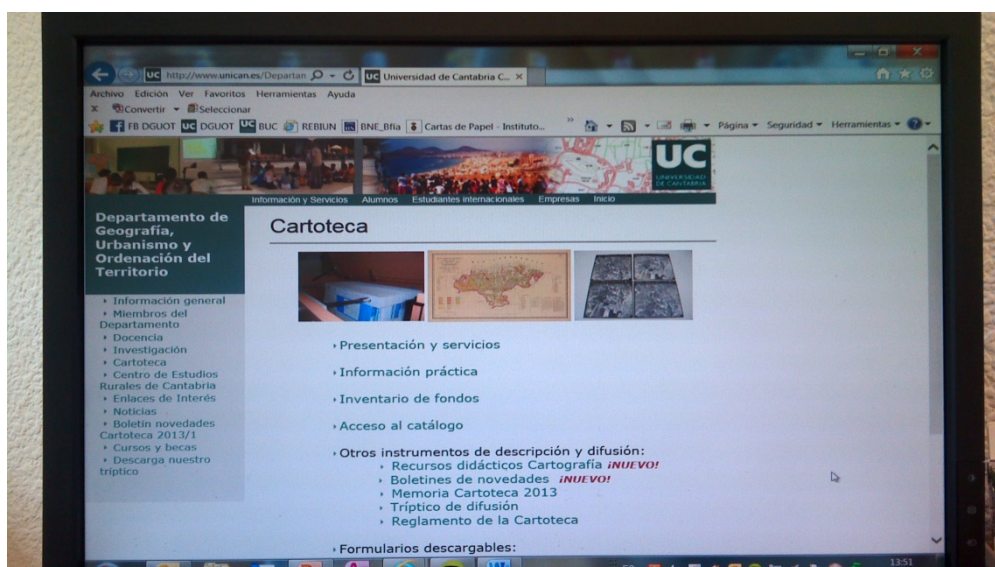 http://www.unican.es/Departan
Universidad de Cantabria C...
Archivo Edición Ver Favoritos Herramientas Ayuda
Convertir Seleccionar
FB DGUOT DGUOT BUC REBIUN BNE_Bfia Cartas de Papel - Instituto... Página Seguridad Herramientas
UC
UNIVERSIDAD
DE CANTABRIA
Información y Servicios Alumnos Estudiantes internacionales Empresas Inicio
Departamento de
Geografía,
Urbanismo y
Ordenación del
Territorio
Información general
Miembros del
Departamento
Docencia
Investigación
Cartoteca
Centro de Estudios
Rurales de Cantabria
Enlaces de Interés
Noticias
Boletín novedades
Cartoteca 2013/1
Cursos y becas
Descarga nuestro
tríptico
Cartoteca
Presentación y servicios
Información práctica
Inventario de fondos
Acceso al catálogo
Otros instrumentos de descripción y difusión:
Recursos didácticos Cartografía ¡NUEVO!
Boletines de novedades ¡NUEVO!
Memoria Cartoteca 2013
Tríptico de difusión
Reglamento de la Cartoteca
Formularios descargables:
13:51